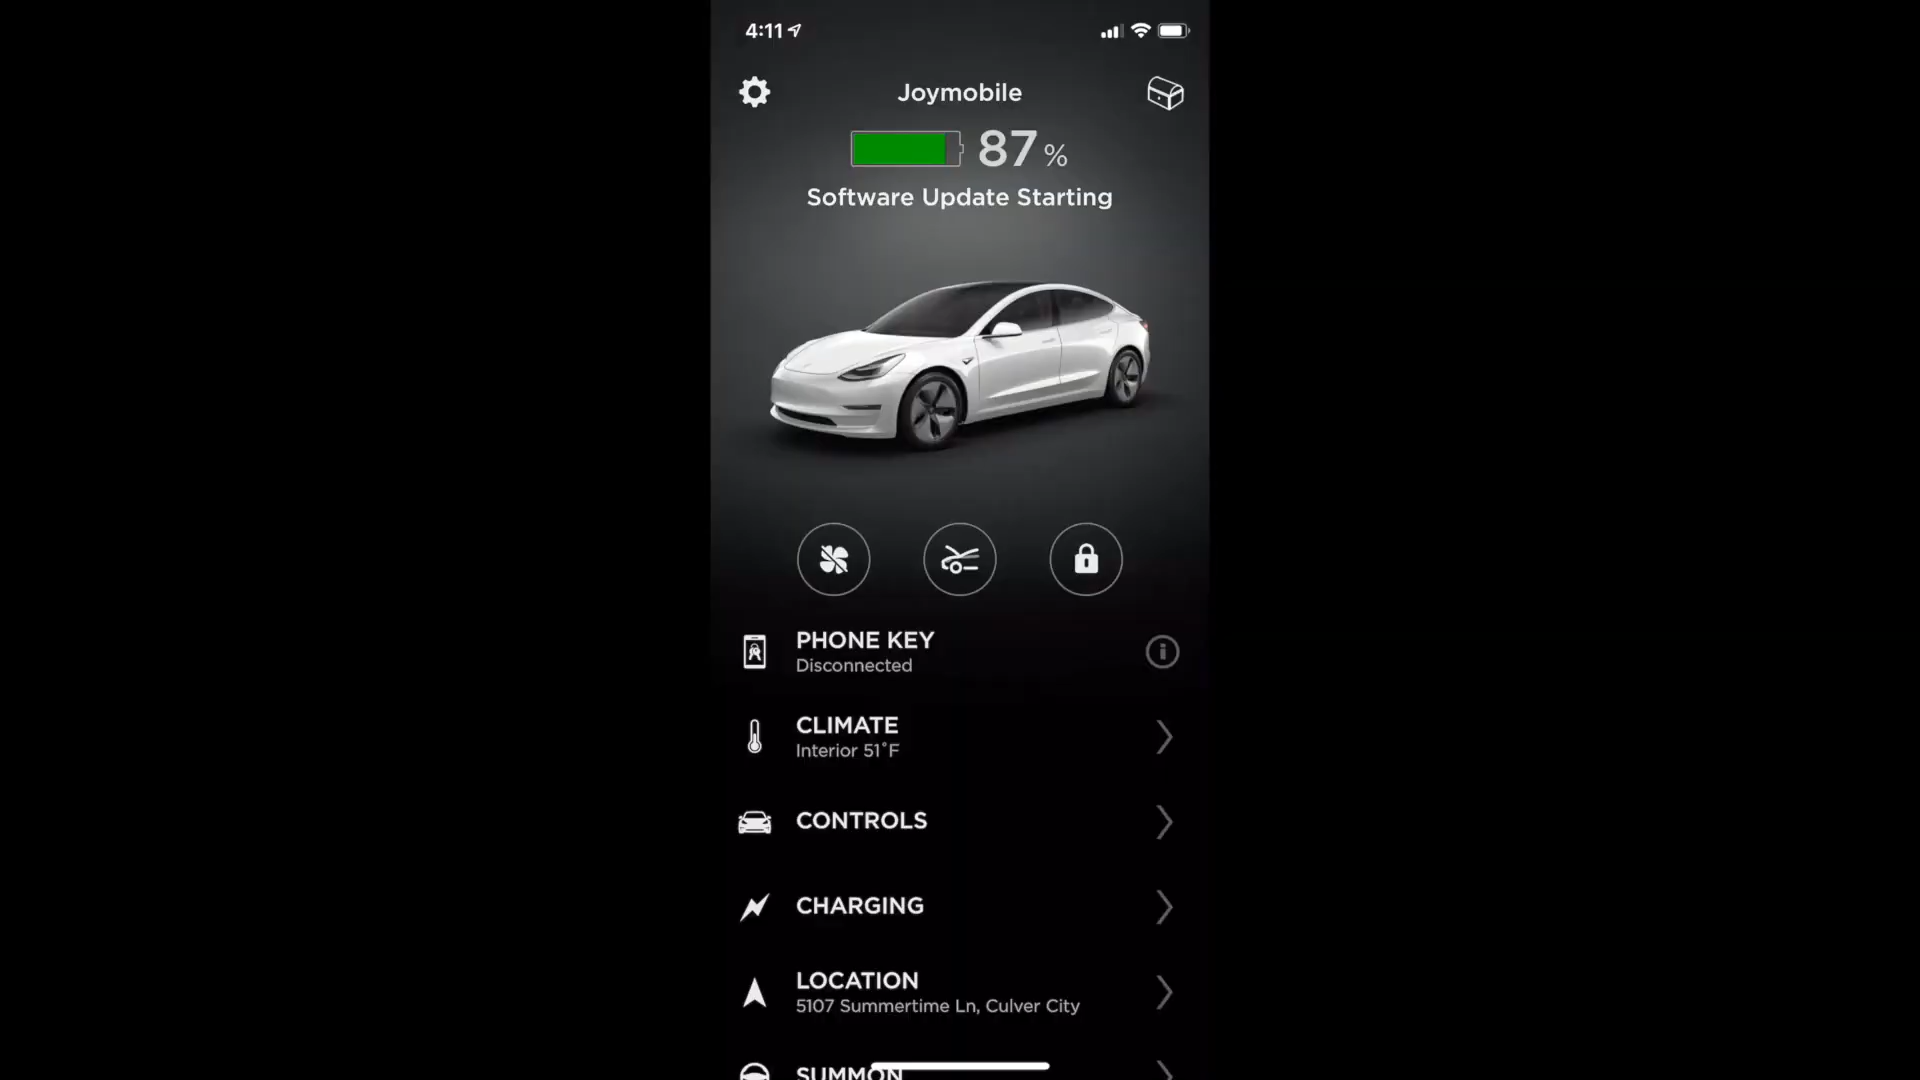 4:11
Joymobile
87 %
Software Update Starting
PHONE KEY
Disconnected
CLIMATE
Interior 51°F
CONTROLS
CHARGING
LOCATION
5107 Summertime Ln, Culver City
SUMMON